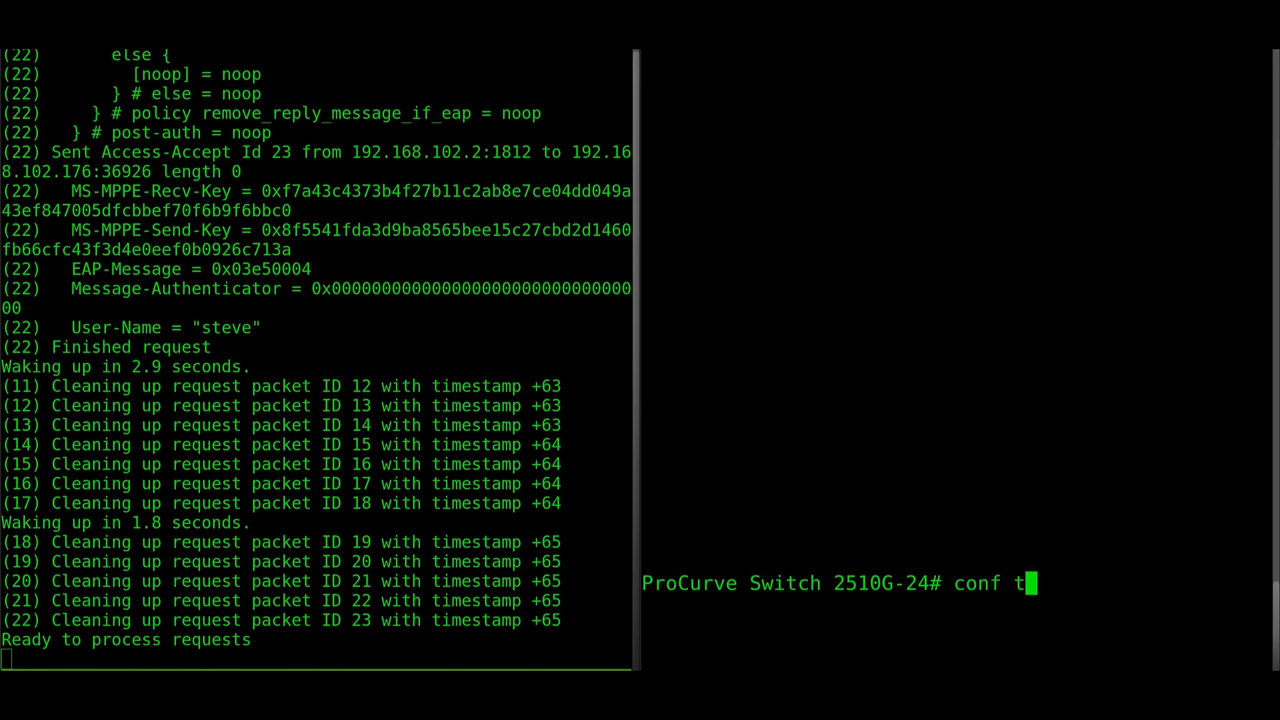 (22)       else {
(22)         [noop] = noop
(22)       } # else = noop
(22)     } # policy remove_reply_message_if_eap = noop
(22)   } # post-auth = noop
(22) Sent Access-Accept Id 23 from 192.168.102.2:1812 to 192.16
8.102.176:36926 length 0
(22)   MS-MPPE-Recv-Key = 0xf7a43c4373b4f27b11c2ab8e7ce04dd049a
43ef847005dfcbbef70f6b9f6bbc0
(22)   MS-MPPE-Send-Key = 0x8f5541fda3d9ba8565bee15c27cbd2d1460
fb66cfc43f3d4e0eef0b0926c713a
(22)   EAP-Message = 0x03e50004
(22)   Message-Authenticator = 0x000000000000000000000000000000
00
(22)   User-Name = "steve"
(22) Finished request
Waking up in 2.9 seconds.
(11) Cleaning up request packet ID 12 with timestamp +63
(12) Cleaning up request packet ID 13 with timestamp +63
(13) Cleaning up request packet ID 14 with timestamp +63
(14) Cleaning up request packet ID 15 with timestamp +64
(15) Cleaning up request packet ID 16 with timestamp +64
(16) Cleaning up request packet ID 17 with timestamp +64
(17) Cleaning up request packet ID 18 with timestamp +64
Waking up in 1.8 seconds.
(18) Cleaning up request packet ID 19 with timestamp +65
(19) Cleaning up request packet ID 20 with timestamp +65
(20) Cleaning up request packet ID 21 with timestamp +65
(21) Cleaning up request packet ID 22 with timestamp +65
(22) Cleaning up request packet ID 23 with timestamp +65
Ready to process requests
ProCurve Switch 2510G-24# conf t